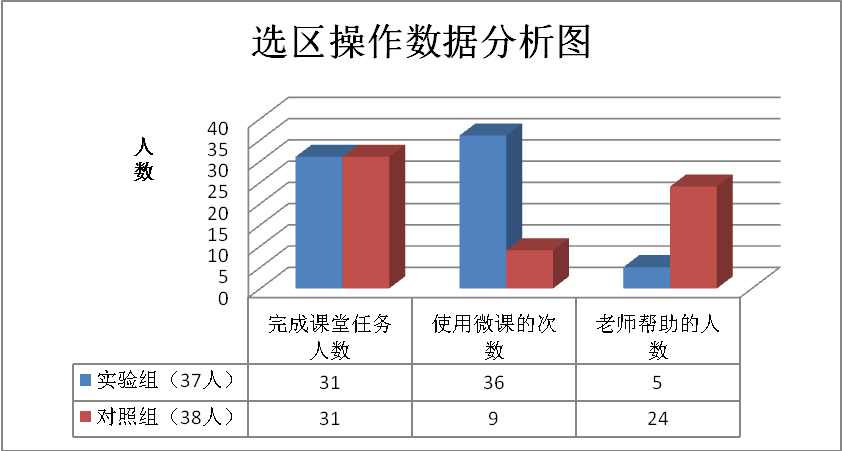 选区操作数据分析图
人
数
40
35
30
25
20
15
10
5
0
完成课堂任务
人数
使用微课的次
数
老师帮助的人
数
实验组（37人） 31 36 5
对照组（38人） 31 9 24